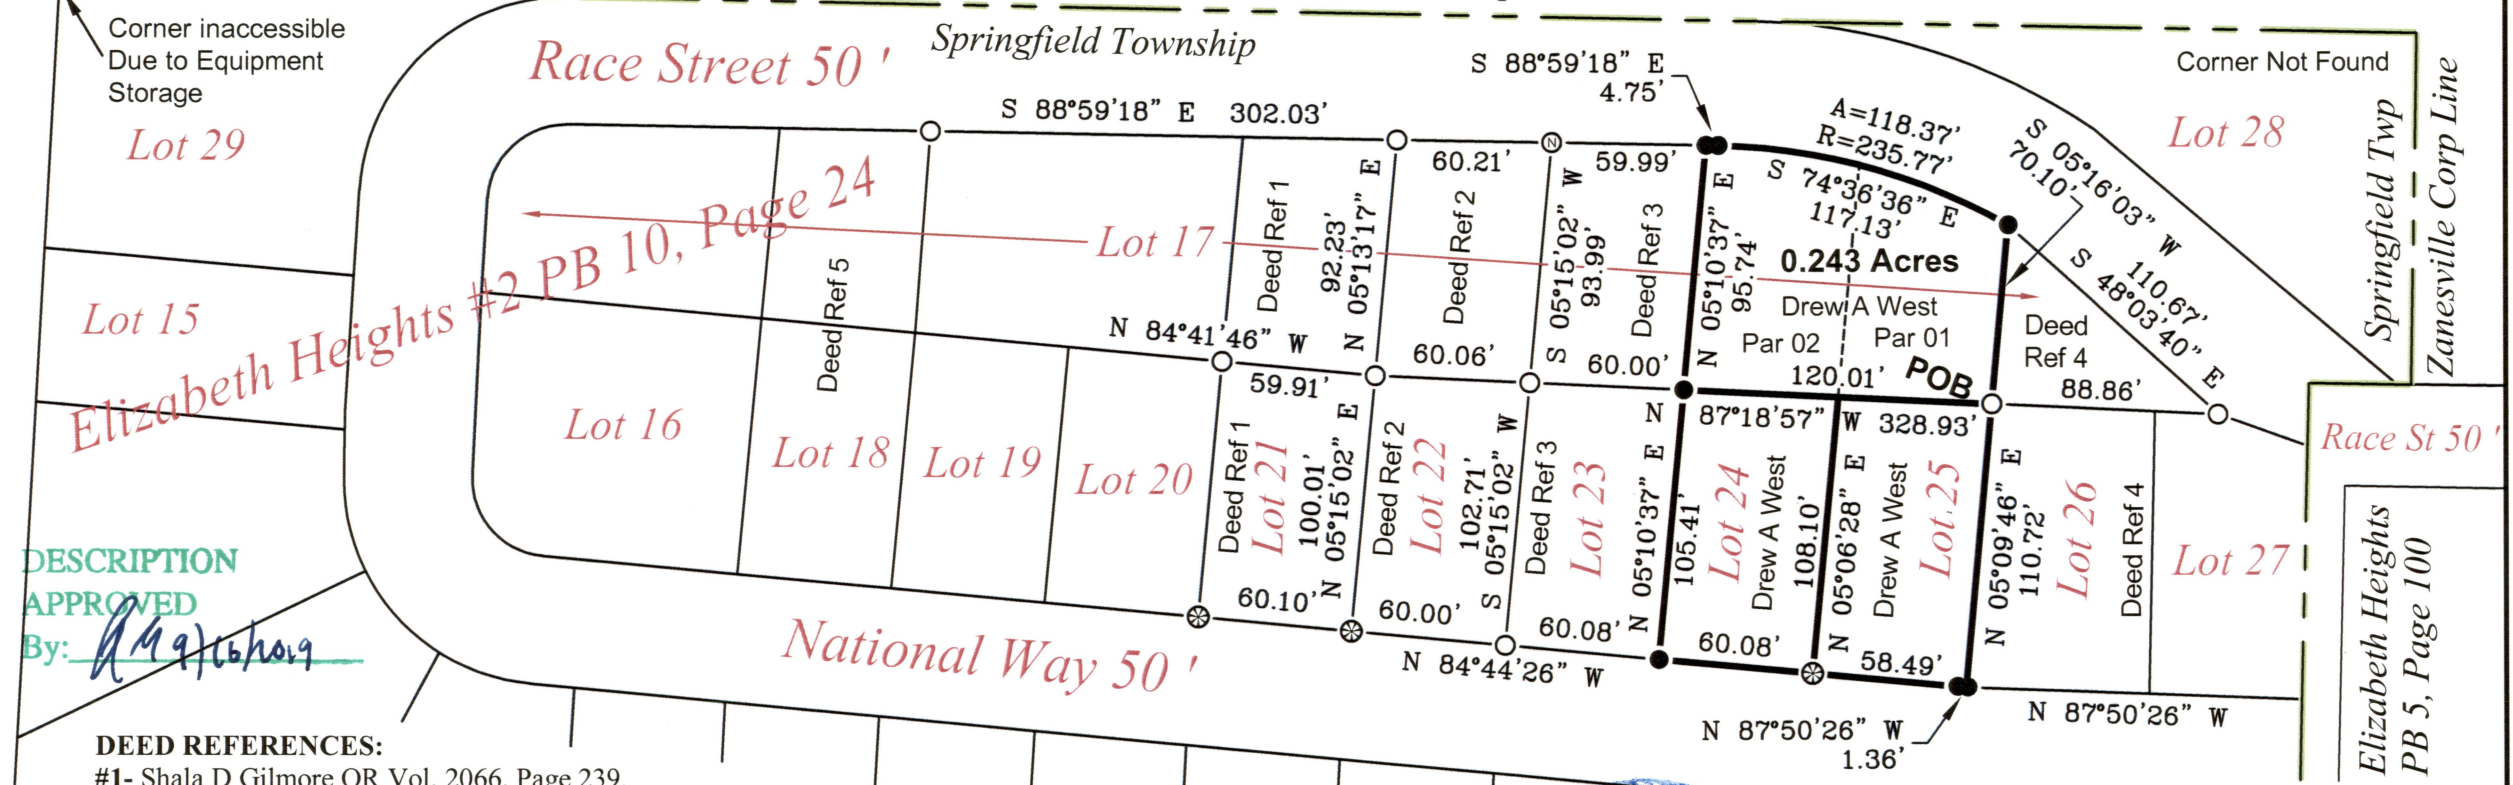 Corner inaccessible
Due to Equipment
Storage
Race Street 50 '
Springfield Township
S 88°59'18" E
4.75'
Corner Not Found
Lot 29
S 88°59'18" E 302.03'
A=118.37'
R=235.77'
S 05°16'03" W
70.10'
Lot 28
Springfield Twp
Zanesville Corp Line
60.21'
N
59.99'
S 74°36'36" E
117.13'
S 48°03'40" E
110.67'
Elizabeth Heights #2 PB 10, Page 24
Lot 17
Deed Ref 1
92.23'
N 05°13'17" E
Deed Ref 2
S 05°15'02" W
93.99'
Deed Ref 3
N 05°10'37" E
95.74'
0.243 Acres
Drew A West
Par 02
Par 01
Deed
Ref 4
Lot 15
Deed Ref 5
N 84°41'46" W
59.91'
60.06'
60.00'
120.01'
POB
88.86'
N 87°18'57" W 328.93'
Race St 50 '
Lot 16
Lot 18
Lot 19
Lot 20
Deed Ref 1
Lot 21
100.01'
N 05°15'02" E
Deed Ref 2
Lot 22
102.71'
S 05°15'02" W
Deed Ref 3
Lot 23
N 05°10'37" E
105.41'
Lot 24
Drew A West
108.10'
N 05°06'28" E
Drew A West
Lot 25
N 05°09'46" E
110.72'
Lot 26
Deed Ref 4
Lot 27
Elizabeth Heights
PB 5, Page 100
DESCRIPTION
APPROVED
By:
60.10'
60.00'
60.08'
60.08'
58.49'
National Way 50 '
N 84°44'26" W
N 87°50'26" W
1.36'
N 87°50'26" W
DEED REFERENCES:
#1- Shala D Gilmore OR Vol. 2066, Page 239.